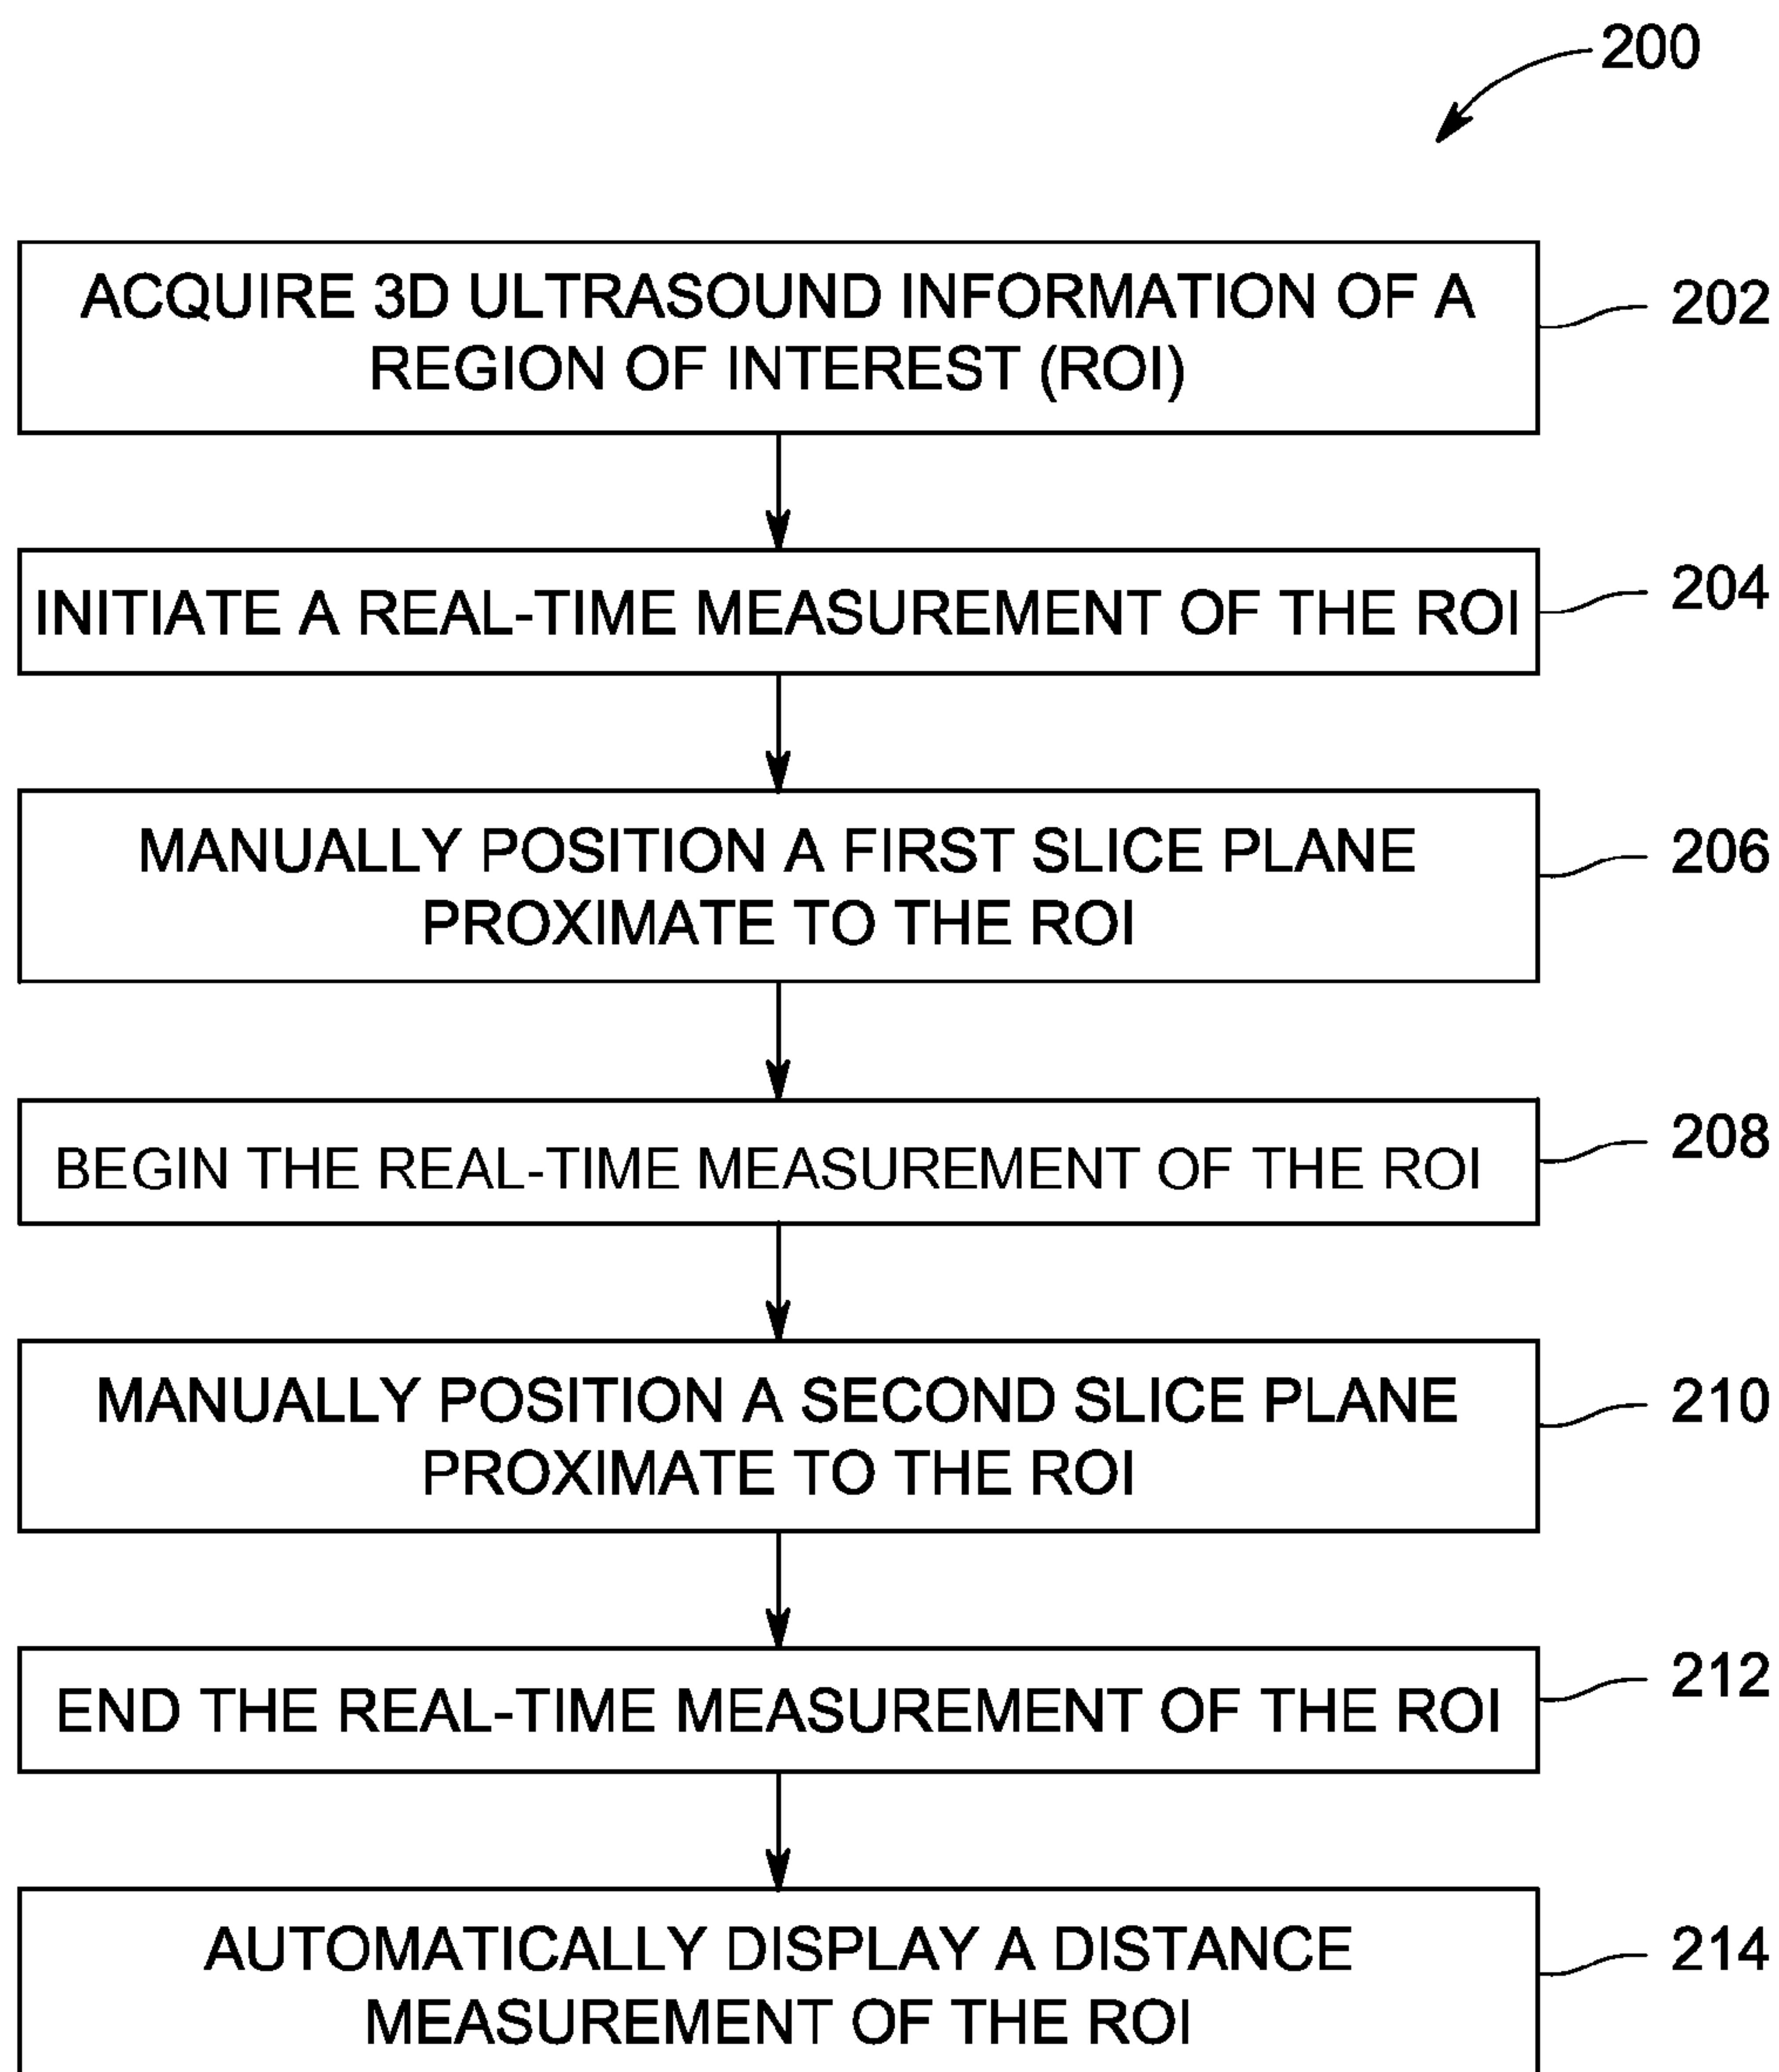 200
ACQUIRE 3D ULTRASOUND INFORMATION OF A
REGION OF INTEREST (ROI)
202
INITIATE A REAL-TIME MEASUREMENT OF THE ROI
204
MANUALLY POSITION A FIRST SLICE PLANE
PROXIMATE TO THE ROI
206
BEGIN THE REAL-TIME MEASUREMENT OF THE ROI
208
MANUALLY POSITION A SECOND SLICE PLANE
PROXIMATE TO THE ROI
210
END THE REAL-TIME MEASUREMENT OF THE ROI
212
AUTOMATICALLY DISPLAY A DISTANCE
MEASUREMENT OF THE ROI
214